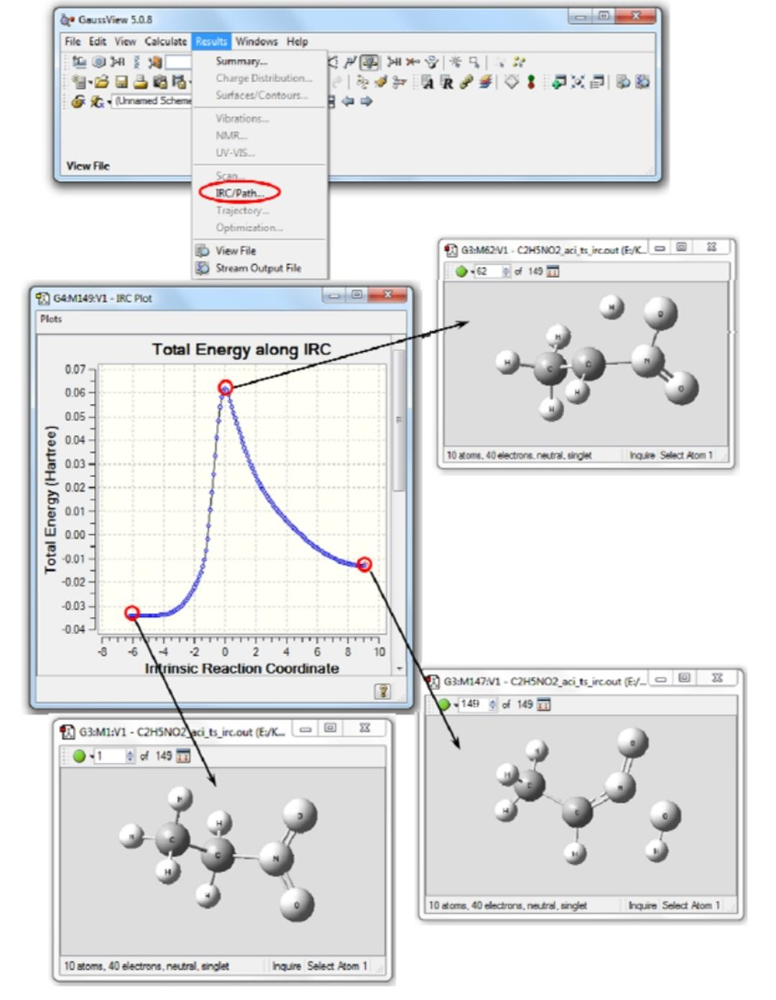 GaussView 5.0.8
File Edit View Calculate Results Windows Help
Summary...
Charge Distribution...
Surfaces/Contours...
(Unnamed Scheme
Vibrations...
NMR...
UV-VIS...
View File
Scan...
IRC/Path...
Trajectory...
Optimization...
View File
Stream Output File
G3:M62:V1 - C2H5NO2_aci_ts_irc.out (E:/K...
62 of 149
H
O
H
H
C
C
N
H
O
H
10 atoms, 40 electrons, neutral, singlet Inquire Select Atom 1
G4:M149:V1 - IRC Plot
Plots
Total Energy along IRC
Total Energy (Hartree)
0.07
0.06
0.05
0.04
0.03
0.02
0.01
0.00
-0.01
-0.02
-0.03
-0.04
-8 -6 -4 -2 0 2 4 6 8 10
Intrinsic Reaction Coordinate
G3:M147:V1 - C2H5NO2_aci_ts_irc.out (E:/...
149 of 149
O
H
H
C
N
H
C
O
H
H
10 atoms, 40 electrons, neutral, singlet Inquire Select Atom 1
G3:M1:V1 - C2H5NO2_aci_ts_irc.out (E:/K...
1 of 149
H
O
H
H
C
C
N
H
H
O
10 atoms, 40 electrons, neutral, singlet Inquire Select Atom 1